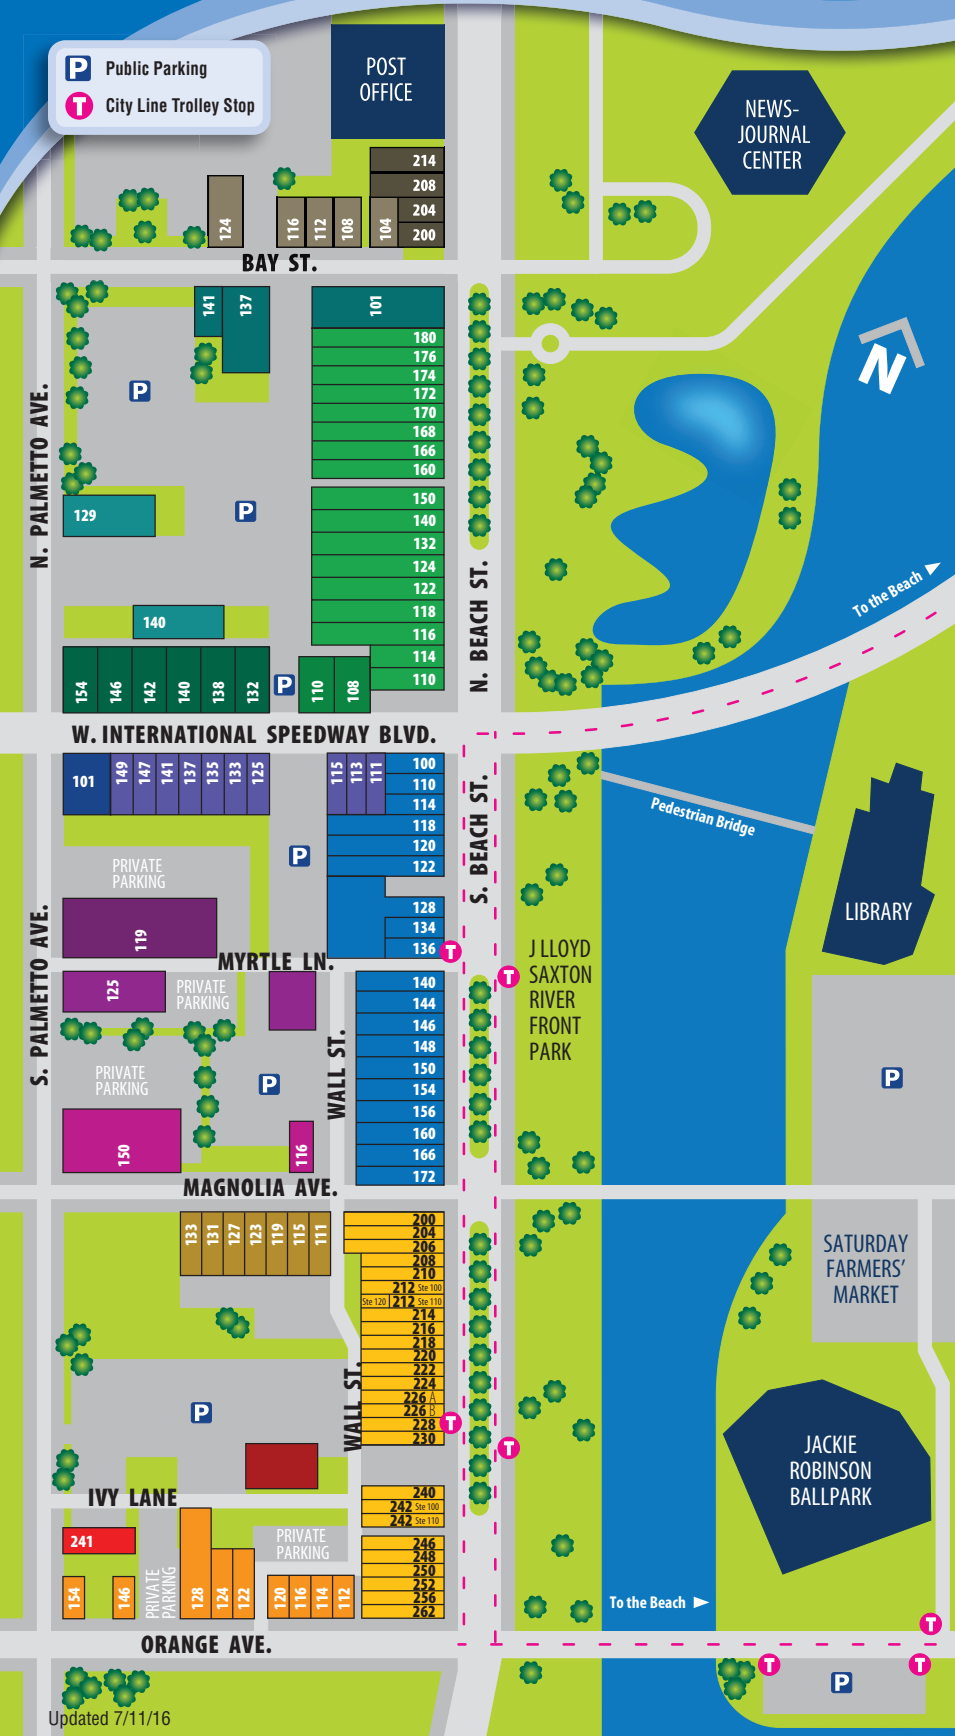 P Public Parking
T City Line Trolley Stop
POST
OFFICE
NEWS-
JOURNAL
CENTER
214
208
204
200
124
116
112
108
104
BAY ST.
141
137
101
180
176
174
172
170
168
166
160
P
N
N. PALMETTO AVE.
129
P
150
140
132
124
122
118
116
114
110
N. BEACH ST.
To the Beach
140
154
146
142
140
138
132
P
110
108
W. INTERNATIONAL SPEEDWAY BLVD.
101
149
147
141
137
135
133
125
115
113
111
100
110
114
118
120
122
128
134
136
T
S. BEACH ST.
Pedestrian Bridge
P
PRIVATE
PARKING
119
LIBRARY
S. PALMETTO AVE.
MYRTLE LN.
125
PRIVATE
PARKING
T
J LLOYD
SAXTON
RIVER
FRONT
PARK
140
144
146
148
150
154
156
160
166
172
WALL ST.
PRIVATE
PARKING
P
P
150
116
MAGNOLIA AVE.
133
131
127
123
119
115
111
200
204
206
208
210
212 Ste 100
Ste 120 212 Ste 110
214
216
218
220
222
224
226 A
226 B
228
230
SATURDAY
FARMERS'
MARKET
WALL ST.
P
T
T
JACKIE
ROBINSON
BALLPARK
IVY LANE
240
242 Ste 100
242 Ste 110
241
PRIVATE
PARKING
246
248
250
252
256
262
154
146
PRIVATE
PARKING
128
124
122
120
116
114
112
To the Beach
ORANGE AVE.
T
T
T
P
Updated 7/11/16